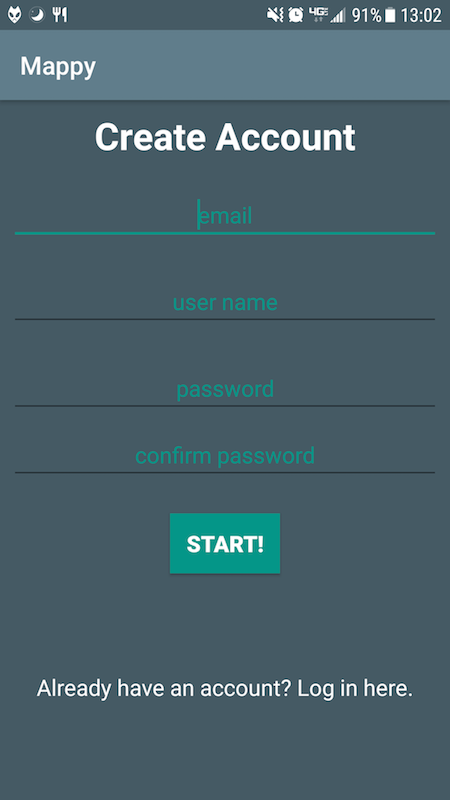 4GE 91% 13:02
Mappy
Create Account
email
user name
password
confirm password
START!
Already have an account? Log in here.